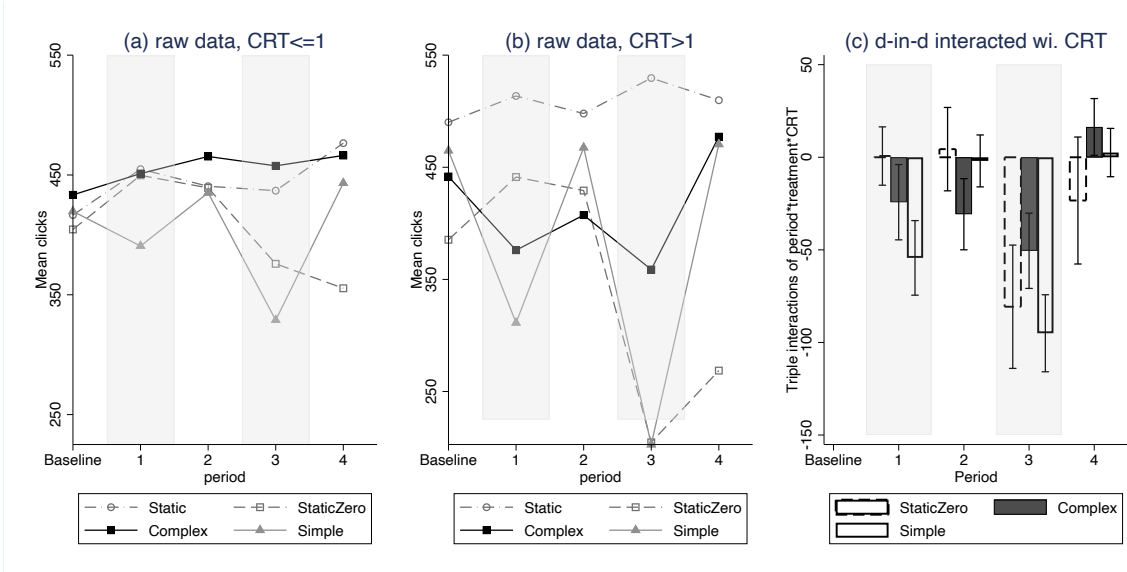 (a) raw data, CRT<=1
550
450
350
250
Mean clicks
Baseline 1 2 3 4
period
Static StaticZero
Complex Simple
(b) raw data, CRT>1
550
450
350
250
Mean clicks
Baseline 1 2 3 4
period
Static StaticZero
Complex Simple
(c) d-in-d interacted wi. CRT
50
0
-50
-100
-150
Triple interactions of period*treatment*CRT
Baseline 1 2 3 4
Period
StaticZero Complex
Simple